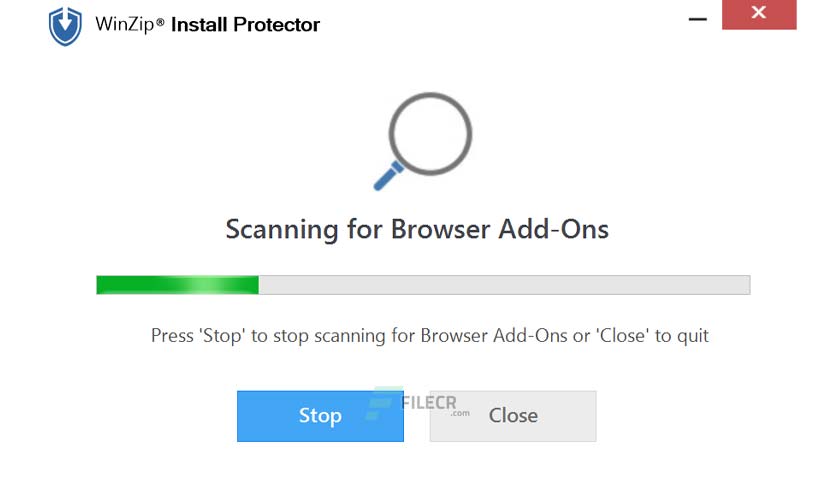 WinZip® Install Protector
Scanning for Browser Add-Ons
Press 'Stop' to stop scanning for Browser Add-Ons or 'Close' to quit
Stop
FILECR
.com
Close